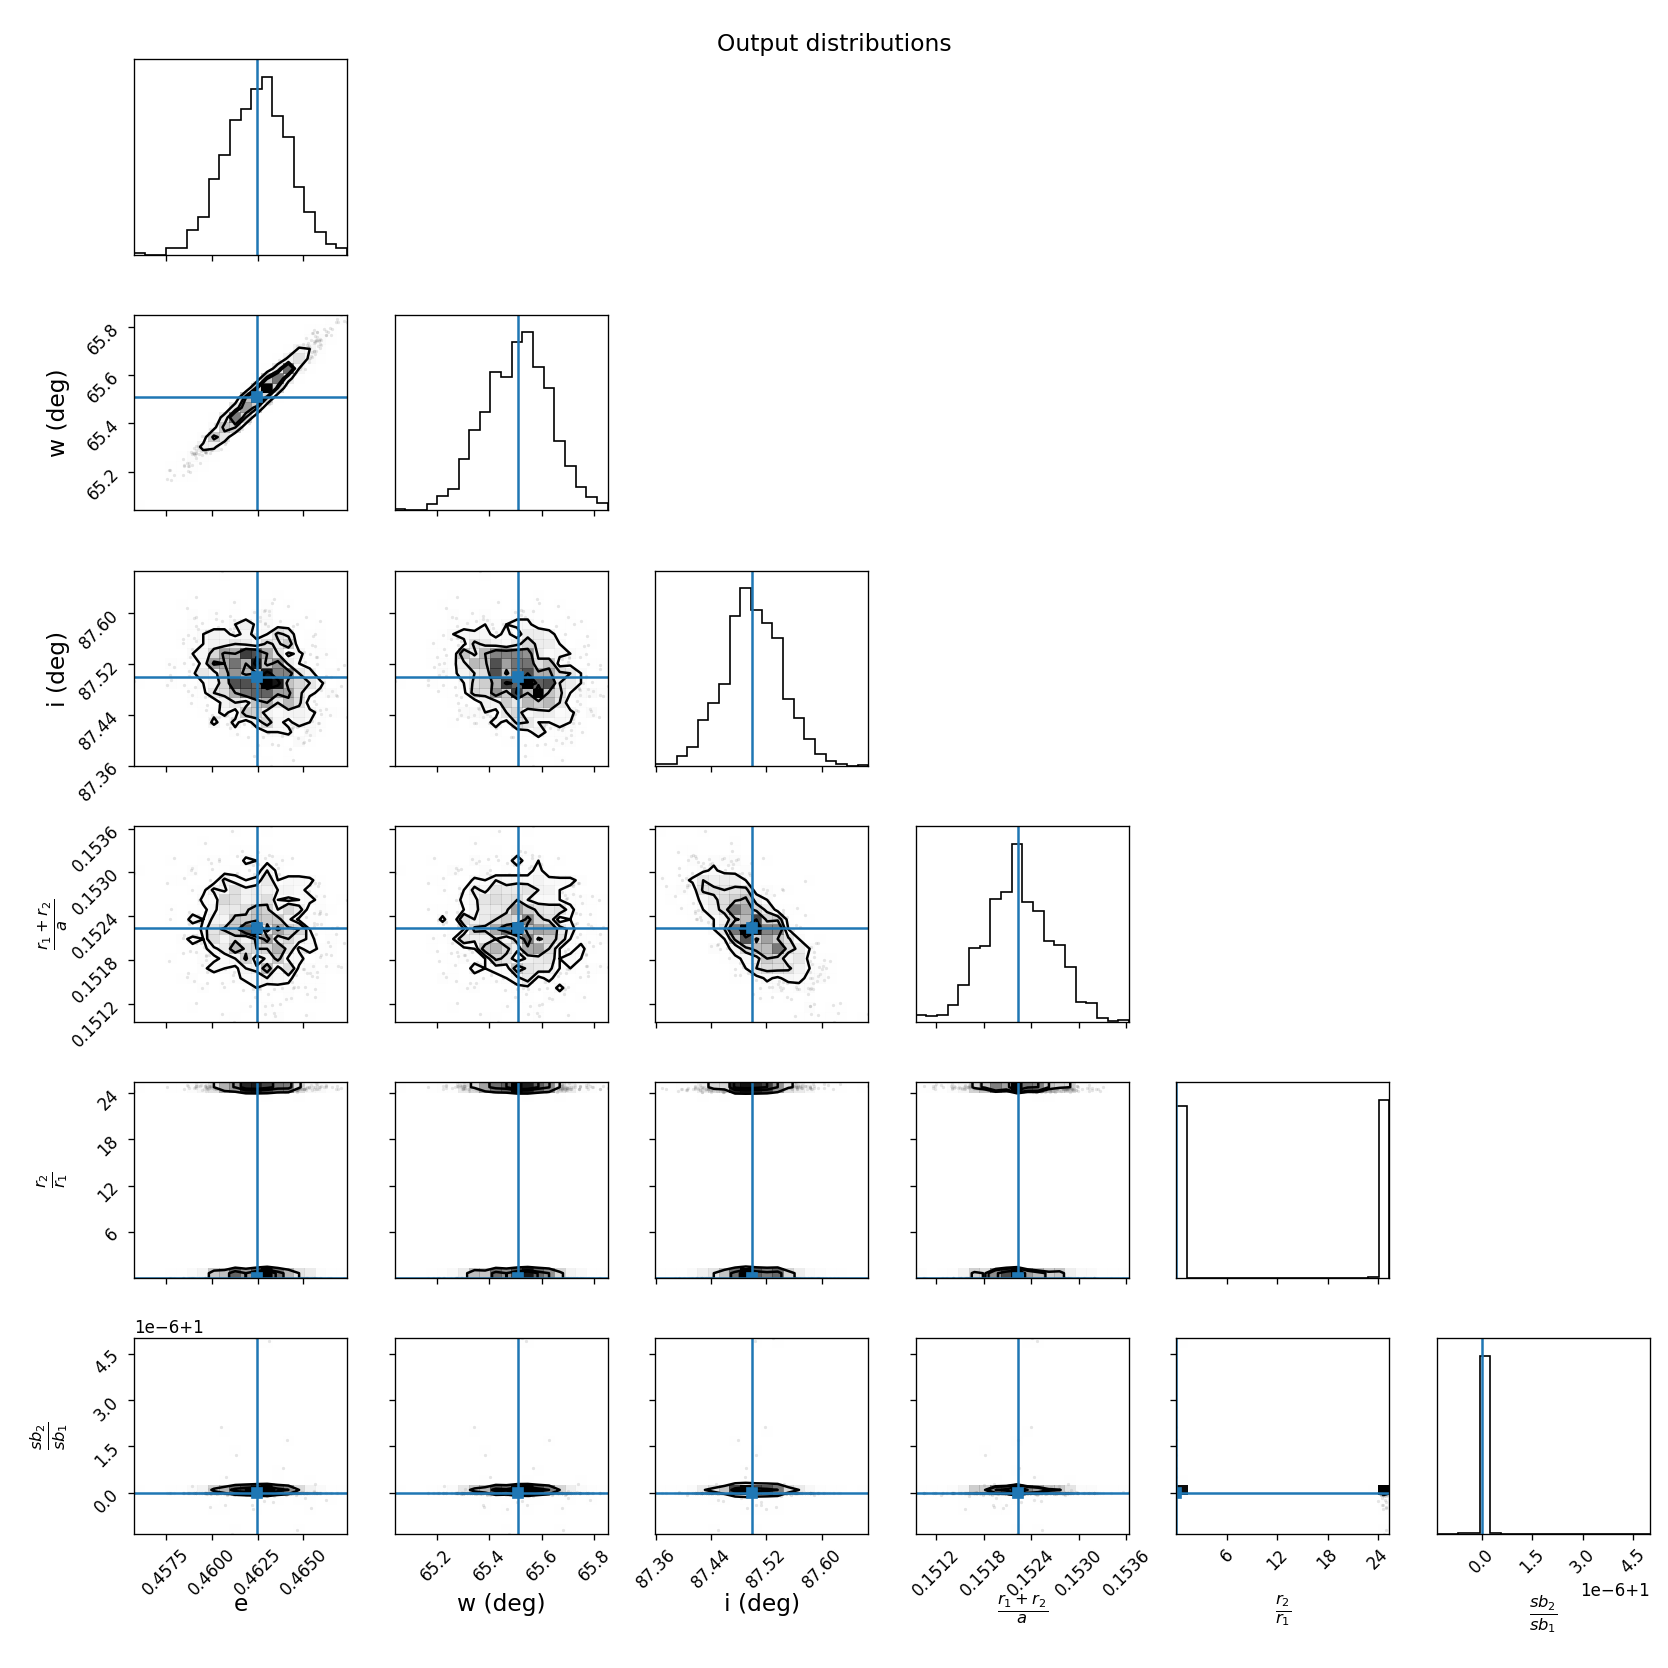 Output distributions
w (deg)
65.8
65.6
65.4
65.2
i (deg)
87.60
87.52
87.44
87.36
r₁ + r₂
a
0.1536
0.1530
0.1524
0.1518
0.1512
r₂
r₁
24
18
12
6
1e−6+1
sb₂
sb₁
4.5
3.0
1.5
0.0
0.4575 0.4600 0.4625 0.4650
65.2 65.4 65.6 65.8
87.36 87.44 87.52 87.60
0.1512 0.1518 0.1524 0.1530 0.1536
6 12 18 24
0.0 1.5 3.0 4.5
1e−6+1
e
w (deg)
i (deg)
r₁ + r₂
a
r₂
r₁
sb₂
sb₁